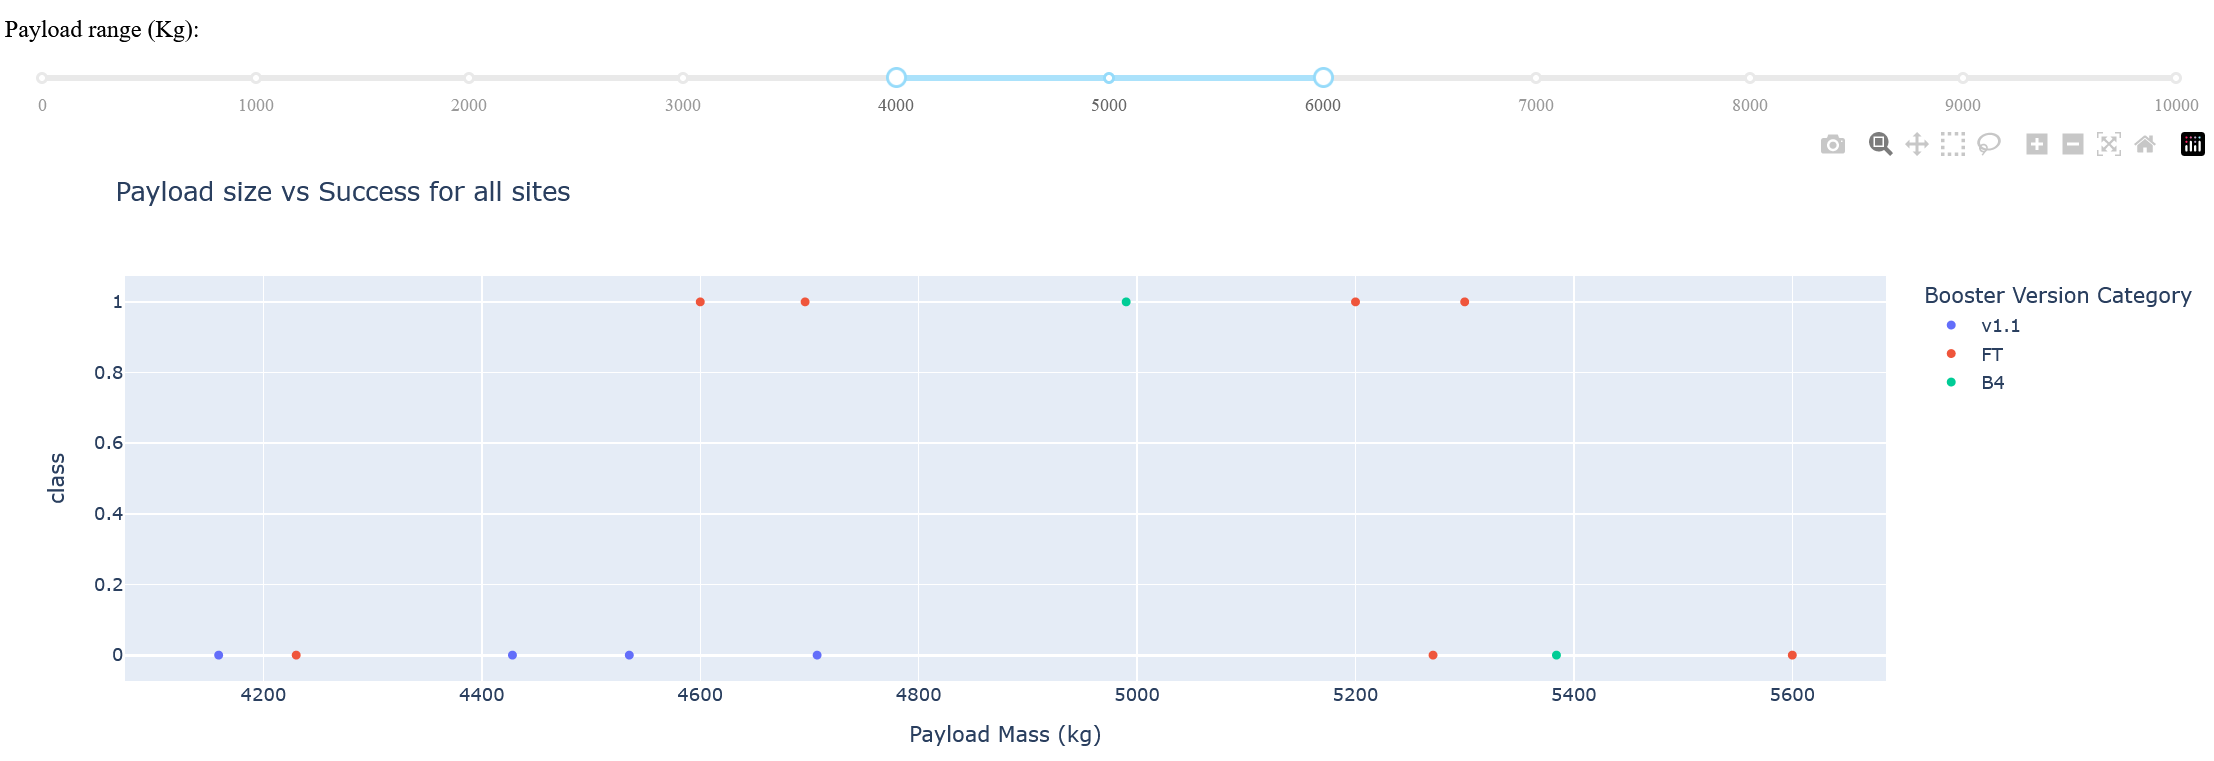 Payload range (Kg):
0 1000 2000 3000 4000 5000 6000 7000 8000 9000 10000
Payload size vs Success for all sites
Booster Version Category
v1.1
FT
B4
1
0.8
0.6
0.4
0.2
0
class
4200 4400 4600 4800 5000 5200 5400 5600
Payload Mass (kg)